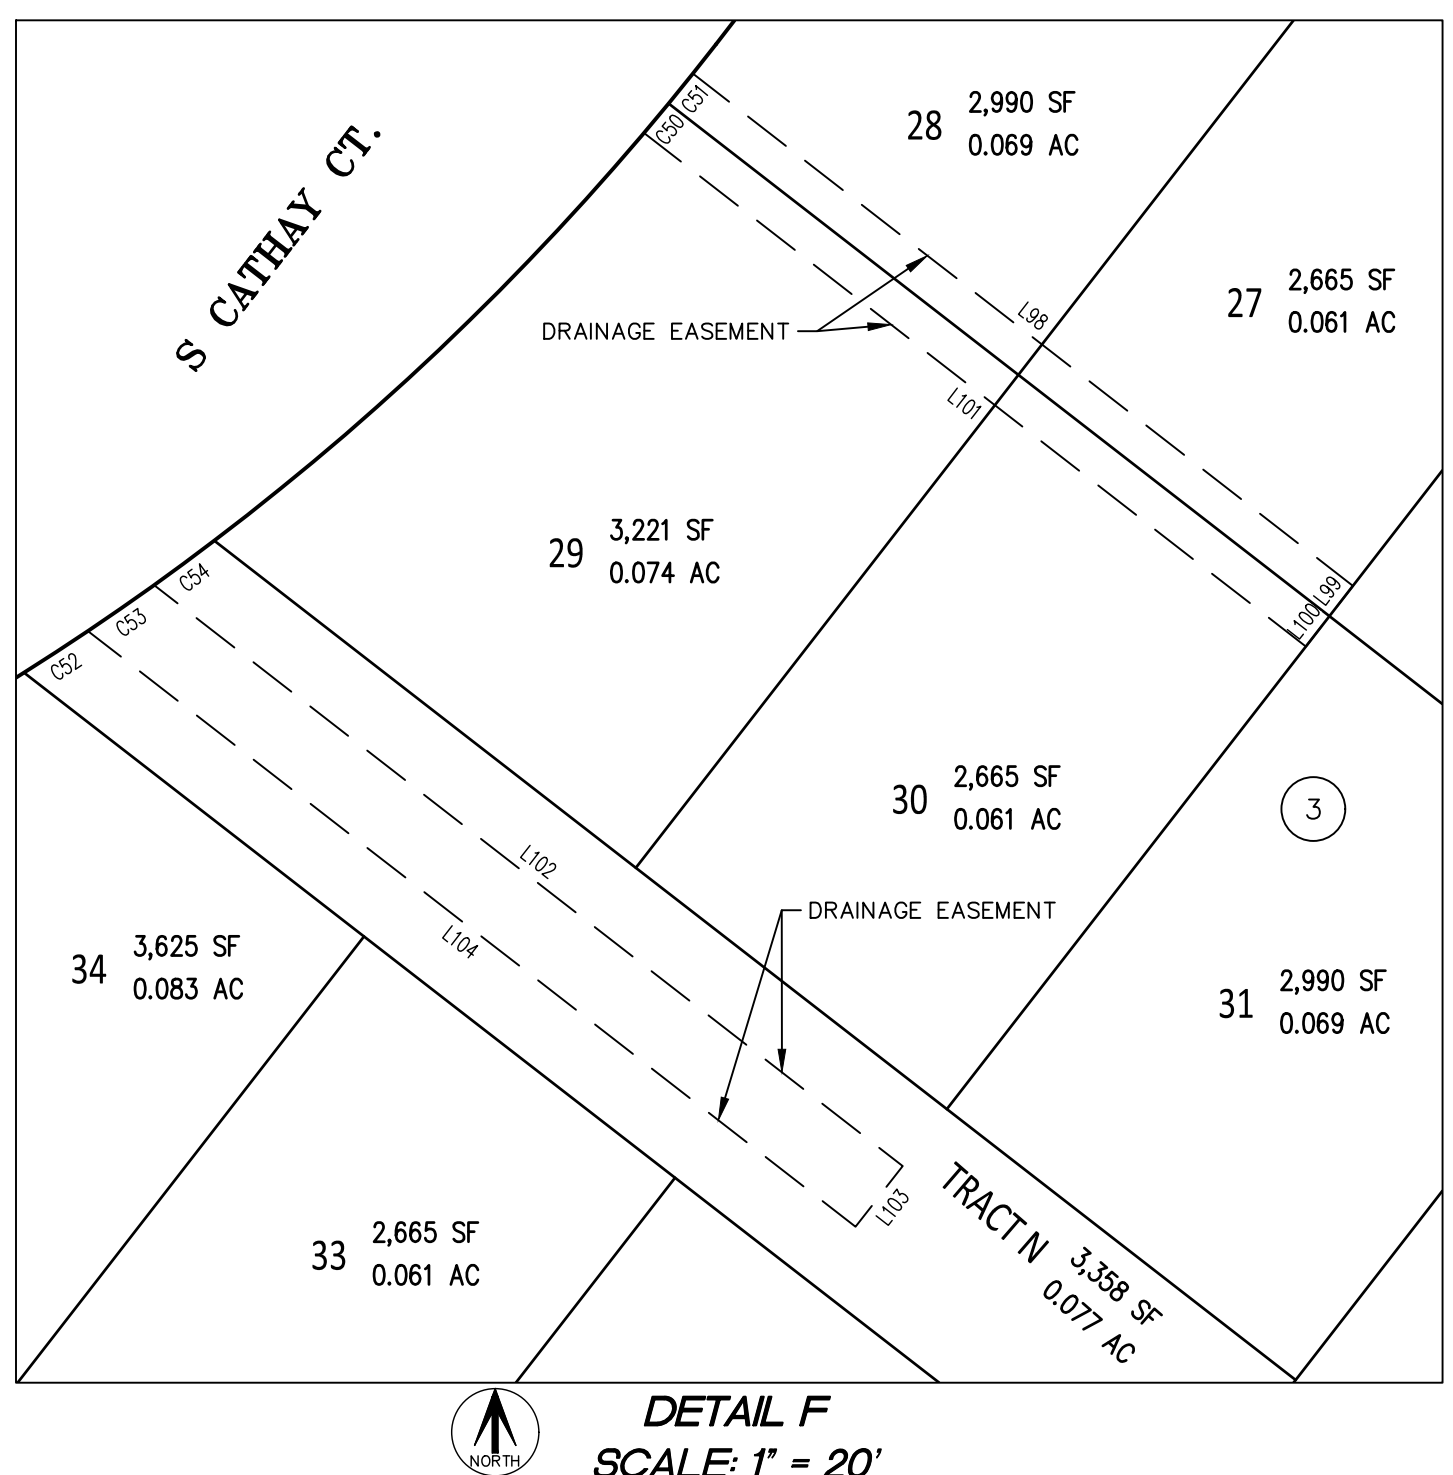 S CATHAY CT.
C51
C50
28
2,990 SF
0.069 AC
27
2,665 SF
0.061 AC
L98
DRAINAGE EASEMENT
L101
29
3,221 SF
0.074 AC
C54
C53
C52
L99
L100
30
2,665 SF
0.061 AC
3
L102
DRAINAGE EASEMENT
L104
34
3,625 SF
0.083 AC
31
2,990 SF
0.069 AC
L103
TRACT N
3,358 SF
0.077 AC
33
2,665 SF
0.061 AC
NORTH
DETAIL F
SCALE: 1" = 20'